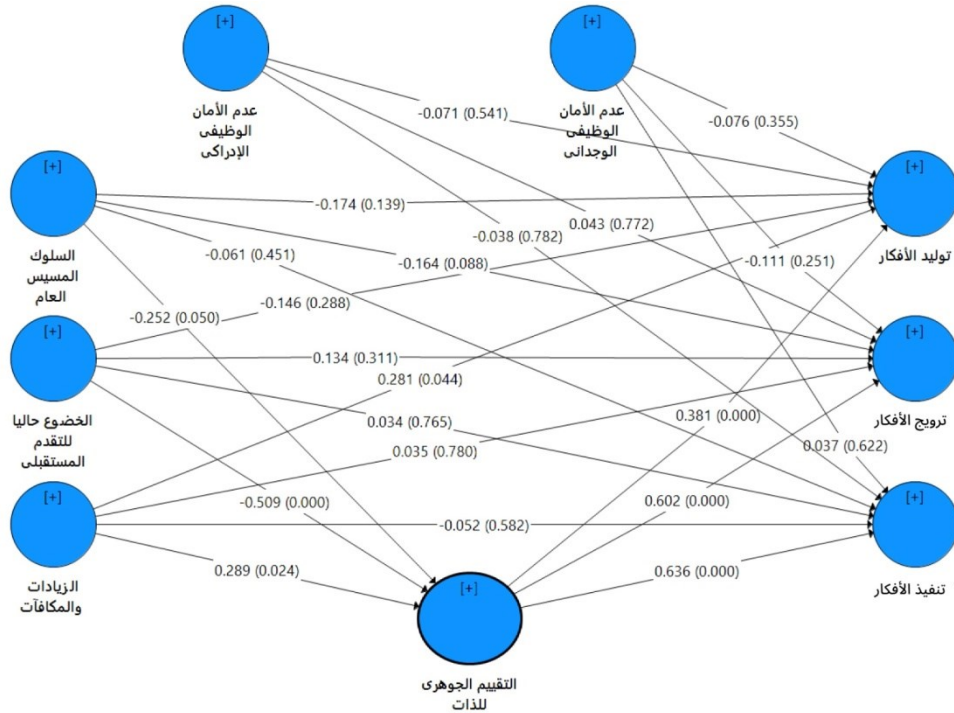 [+]
[+]
عدم الأمان
الوظيفى
الإدراكى
عدم الأمان
الوظيفى
الوجدانى
-0.071 (0.541)
-0.076 (0.355)
[+]
[+]
السلوك
المسيس
العام
توليد الأفكار
-0.174 (0.139)
0.043 (0.772)
-0.038 (0.782)
-0.061 (0.451)
-0.164 (0.088)
-0.111 (0.251)
-0.146 (0.288)
-0.252 (0.050)
[+]
[+]
0.134 (0.311)
0.281 (0.044)
الخضوع حاليا
للتقدم
المستقبلى
ترويج الأفكار
0.034 (0.765)
0.381 (0.000)
0.035 (0.780)
0.037 (0.622)
[+]
[+]
-0.509 (0.000)
0.602 (0.000)
-0.052 (0.582)
0.289 (0.024)
0.636 (0.000)
الزيادات
والمكافآت
تنفيذ الأفكار
[+]
التقييم الجوهرى
للذات